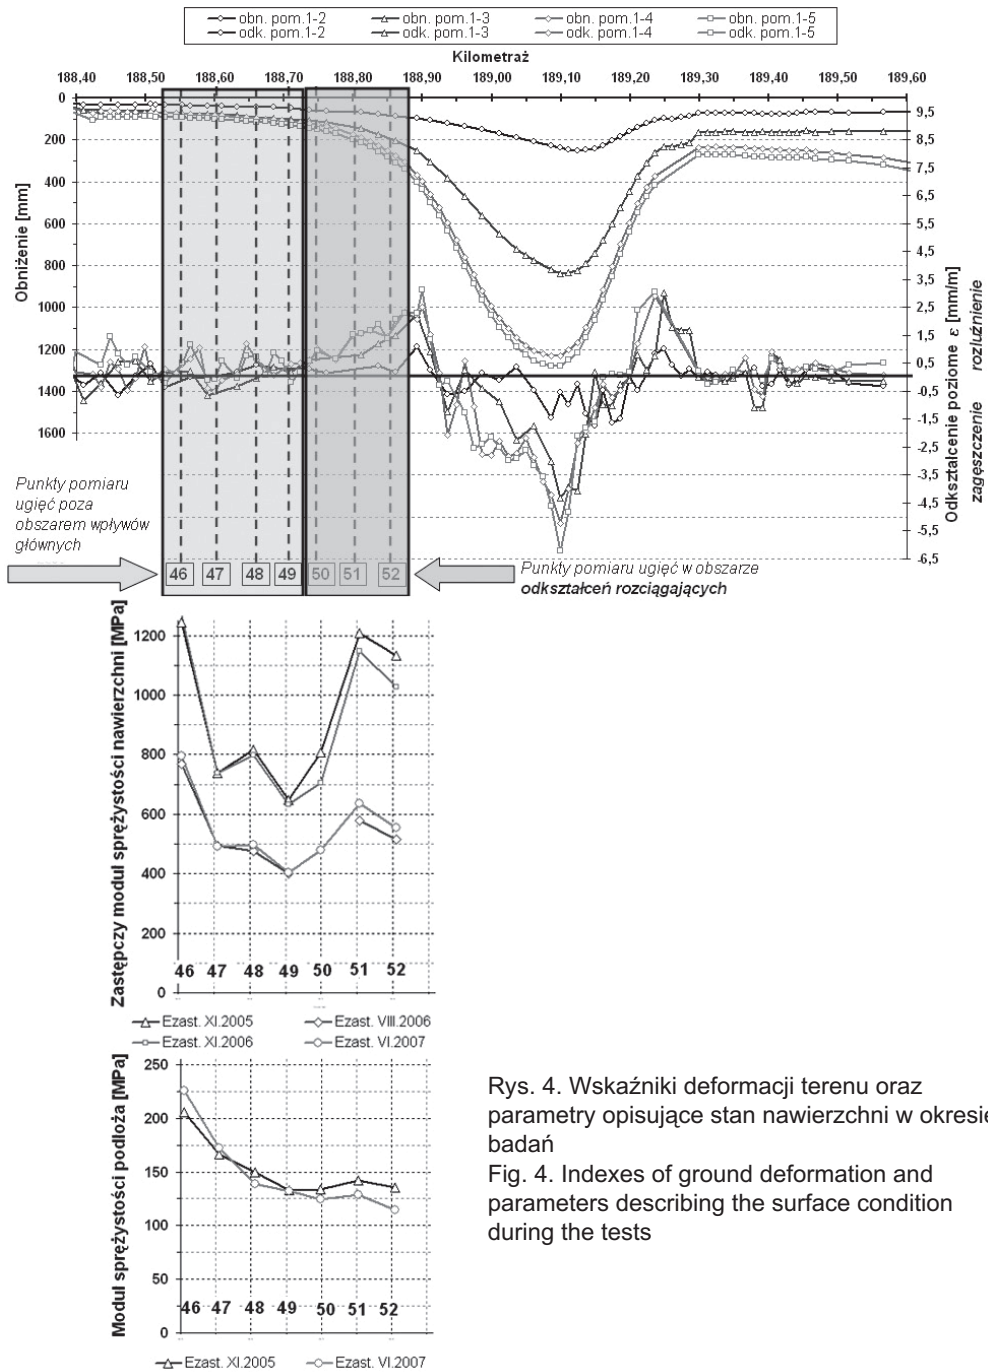 obn. pom.1-2 obn. pom.1-3 obn. pom.1-4 obn. pom.1-5
odk. pom.1-2 odk. pom.1-3 odk. pom.1-4 odk. pom.1-5
Kilometraż
188,40 188,50 188,60 188,70 188,80 188,90 189,00 189,10 189,20 189,30 189,40 189,50 189,60
Obniżenie [mm]
0
200
400
600
800
1000
1200
1400
1600
9,5
8,5
7,5
6,5
5,5
4,5
3,5
2,5
1,5
0,5
-0,5
-1,5
-2,5
-3,5
-4,5
-5,5
-6,5
Odkształcenie poziome ε [mm/m]
zagęszczenie rozluźnienie
Punkty pomiaru
ugięć poza
obszarem wpływów
głównych
46 47 48 49 50 51 52
Punkty pomiaru ugięć w obszarze
odkształceń rozciągających
Zastępczy moduł sprężystości nawierzchni [MPa]
1200
1000
800
600
400
200
0
46 47 48 49 50 51 52
Ezast. XI.2005 Ezast. VIII.2006
Ezast. XI.2006 Ezast. VI.2007
Moduł sprężystości podłoża [MPa]
250
200
150
100
50
0
46 47 48 49 50 51 52
Ezast. XI.2005 Ezast. VI.2007
Rys. 4. Wskaźniki deformacji terenu oraz
parametry opisujące stan nawierzchni w okresie
badań
Fig. 4. Indexes of ground deformation and
parameters describing the surface condition
during the tests